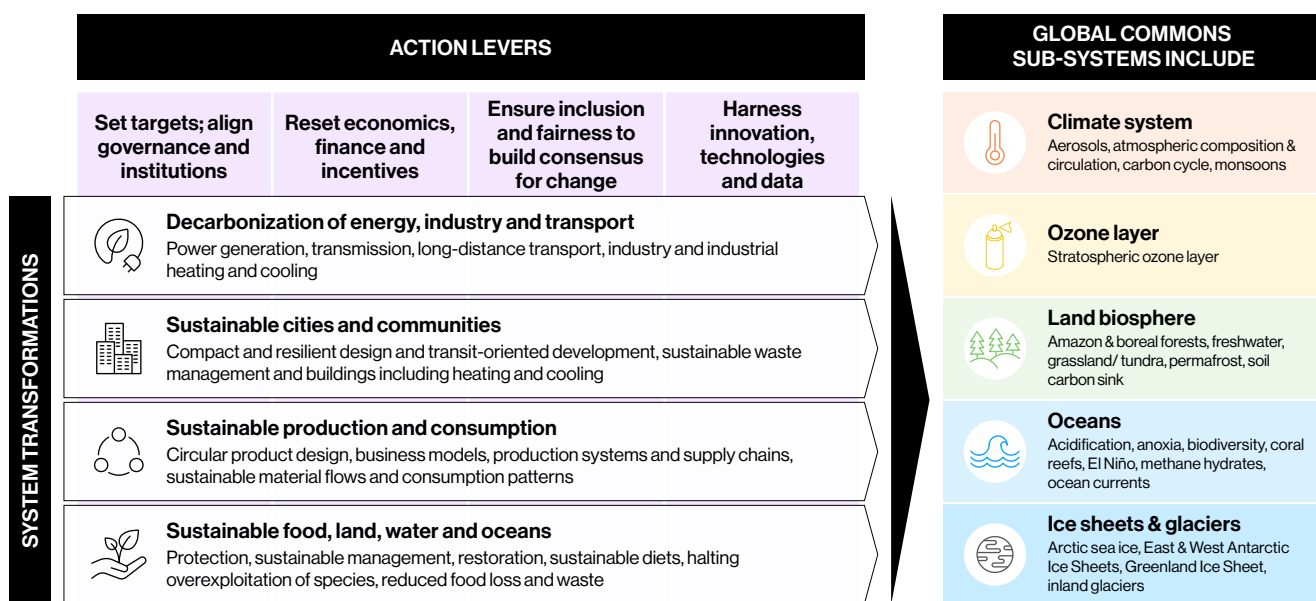 ACTION LEVERS
Set targets; align
governance and
institutions
Reset economics,
finance and
incentives
Ensure inclusion
and fairness to
build consensus
for change
Harness
innovation,
technologies
and data
SYSTEM TRANSFORMATIONS
Decarbonization of energy, industry and transport
Power generation, transmission, long-distance transport, industry and industrial
heating and cooling
Sustainable cities and communities
Compact and resilient design and transit-oriented development, sustainable waste
management and buildings including heating and cooling
Sustainable production and consumption
Circular product design, business models, production systems and supply chains,
sustainable material flows and consumption patterns
Sustainable food, land, water and oceans
Protection, sustainable management, restoration, sustainable diets, halting
overexploitation of species, reduced food loss and waste
GLOBAL COMMONS
SUB-SYSTEMS INCLUDE
Climate system
Aerosols, atmospheric composition &
circulation, carbon cycle, monsoons
Ozone layer
Stratospheric ozone layer
Land biosphere
Amazon & boreal forests, freshwater,
grassland/ tundra, permafrost, soil
carbon sink
Oceans
Acidification, anoxia, biodiversity, coral
reefs, El Niño, methane hydrates,
ocean currents
Ice sheets & glaciers
Arctic sea ice, East & West Antarctic
Ice Sheets, Greenland Ice Sheet,
inland glaciers